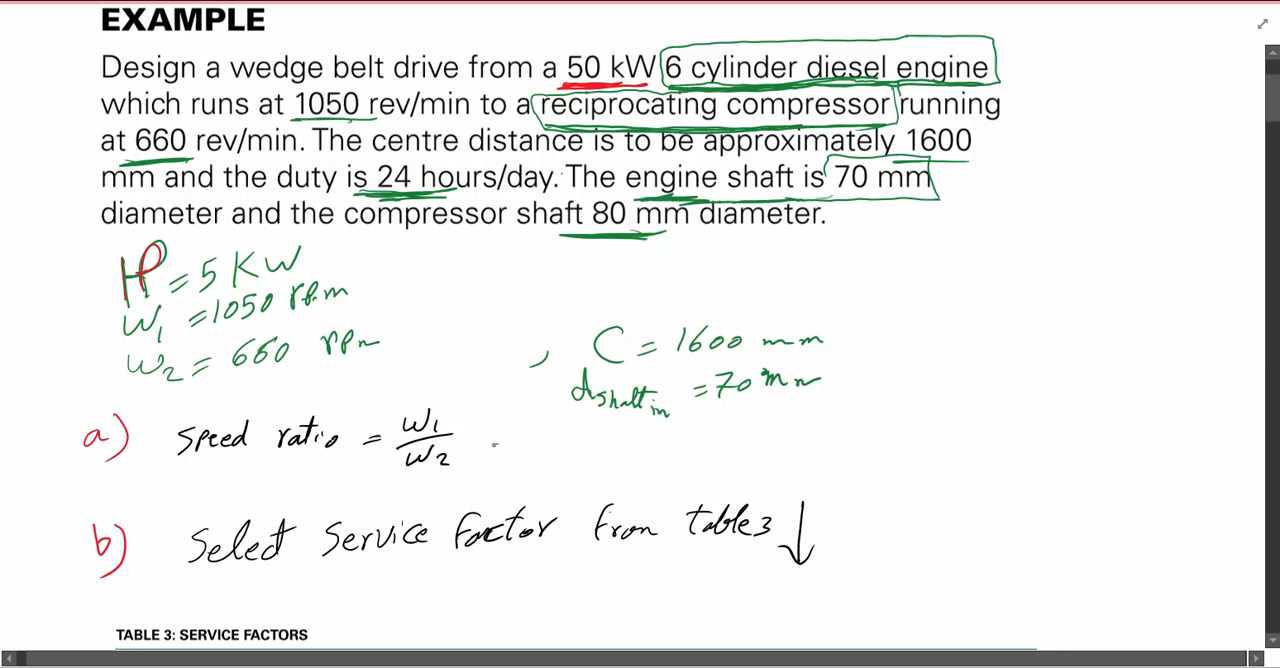 EXAMPLE
Design a wedge belt drive from a 50 kW 6 cylinder diesel engine
which runs at 1050 rev/min to a reciprocating compressor running
at 660 rev/min. The centre distance is to be approximately 1600
mm and the duty is 24 hours/day. The engine shaft is 70 mm
diameter and the compressor shaft 80 mm diameter.
HP = 5 KW
W1 = 1050 rpm
W2 = 660 rpm
, C = 1600 mm
dshaft in = 70 mm
a) Speed ratio = W1/W2
b) Select Service Factor From table 3 ↓
TABLE 3: SERVICE FACTORS